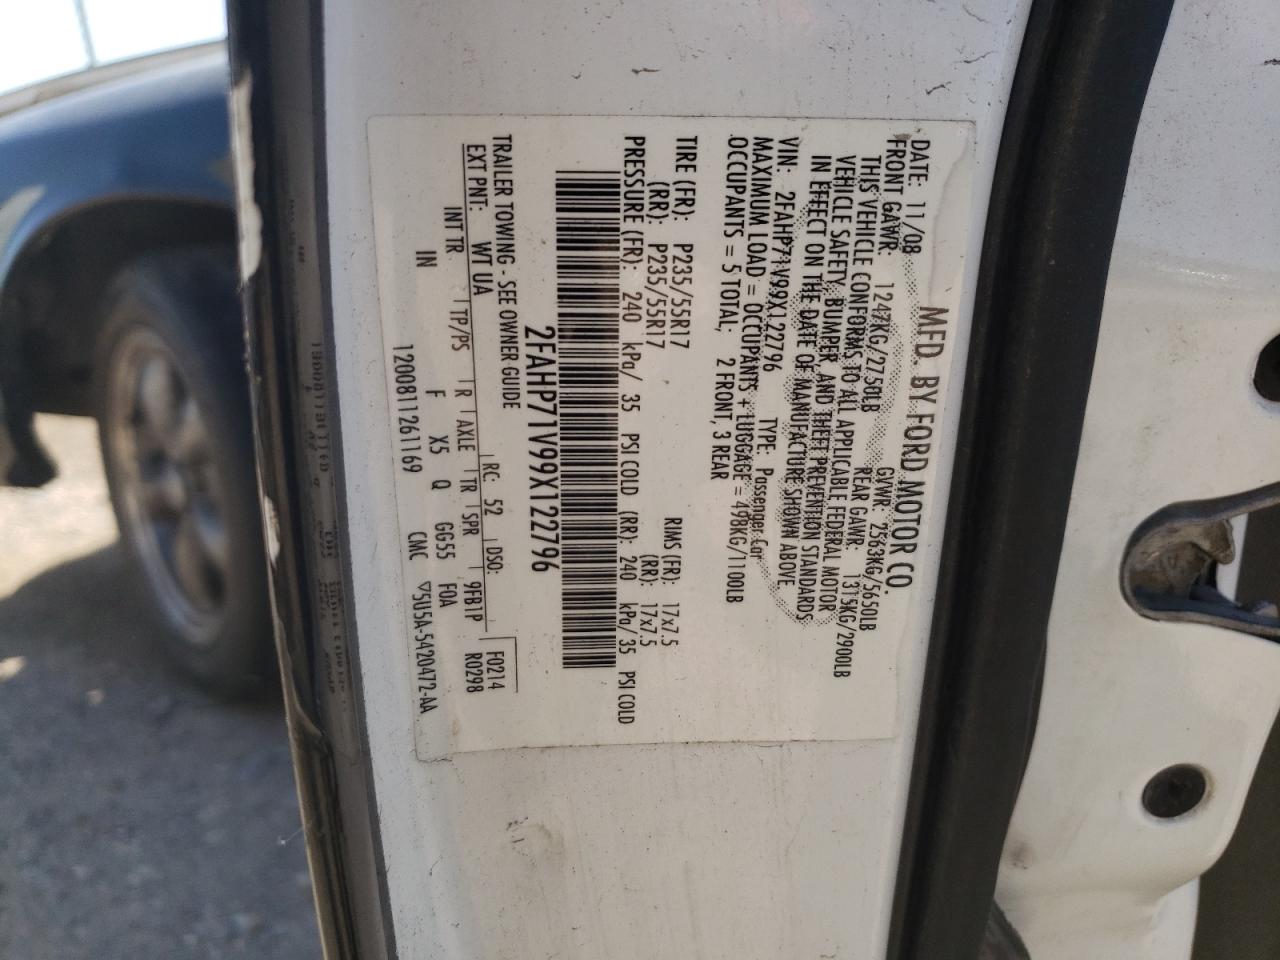 MFD. BY FORD MOTOR CO.
DATE: 11/08 GVWR: 2563KG/5650LB
FRONT GAWR: 1247KG/2750LB REAR GAWR: 1315KG/2900LB
THIS VEHICLE CONFORMS TO ALL APPLICABLE FEDERAL MOTOR
VEHICLE SAFETY, BUMPER, AND THEFT PREVENTION STANDARDS
IN EFFECT ON THE DATE OF MANUFACTURE SHOWN ABOVE.
VIN: 2FAHP71V99X122796 TYPE: Passenger Car
MAXIMUM LOAD = OCCUPANTS + LUGGAGE = 498KG/1100LB
OCCUPANTS = 5 TOTAL; 2 FRONT, 3 REAR
TIRE (FR): P235/55R17 RIMS (FR): 17x7.5
(RR): P235/55R17 (RR): 17x7.5
PRESSURE (FR): 240 kPa/ 35 PSI COLD (RR): 240 kPa/35 PSI COLD
2FAHP71V99X122796
TRAILER TOWING - SEE OWNER GUIDE
EXT PNT: WT UA RC: 52 DSO: F0214
R0298
INT TR TP/PS R AXLE TR SPR 9FB1P
IN F X5 Q GG55 F0A
1200811261169 CMC ▽5U5A-5420472-AA